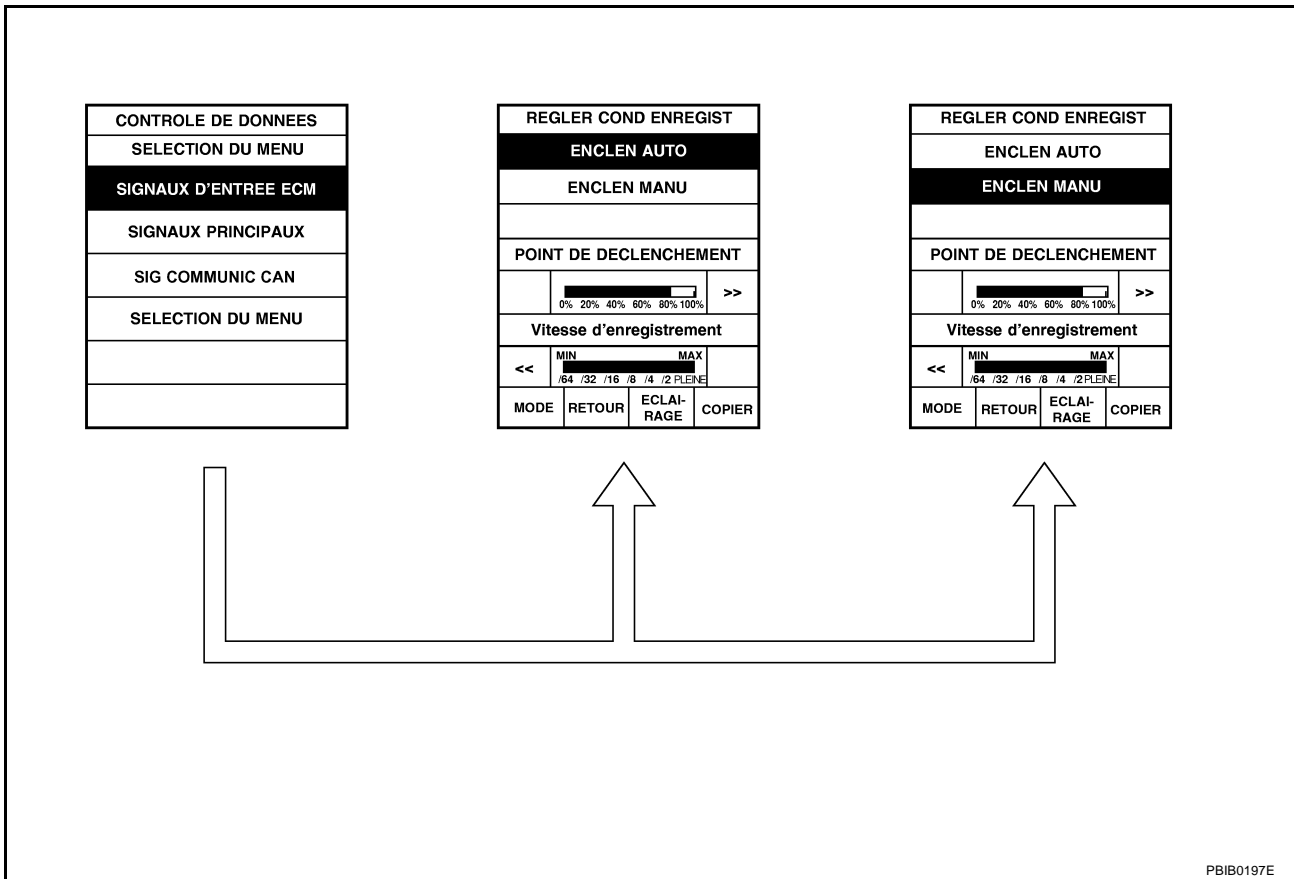 CONTROLE DE DONNEES
SELECTION DU MENU
SIGNAUX D'ENTREE ECM
SIGNAUX PRINCIPAUX
SIG COMMUNIC CAN
SELECTION DU MENU
REGLER COND ENREGIST
ENCLEN AUTO
ENCLEN MANU
POINT DE DECLENCHEMENT
>>
0% 20% 40% 60% 80% 100%
Vitesse d'enregistrement
MIN MAX
<<
/64 /32 /16 /8 /4 /2 PLEINE
MODE RETOUR ECLAI-
RAGE COPIER
REGLER COND ENREGIST
ENCLEN AUTO
ENCLEN MANU
POINT DE DECLENCHEMENT
>>
0% 20% 40% 60% 80% 100%
Vitesse d'enregistrement
MIN MAX
<<
/64 /32 /16 /8 /4 /2 PLEINE
MODE RETOUR ECLAI-
RAGE COPIER
PBIB0197E